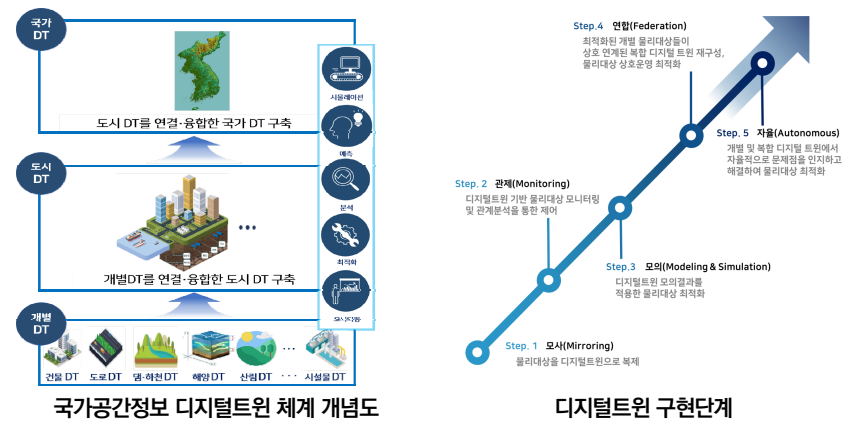 국가
DT
도시 DT를 연결·융합한 국가 DT 구축
도시
DT
개별DT를 연결·융합한 도시 DT 구축
개별
DT
건물 DT 도로 DT 댐·하천 DT 해양 DT 산림 DT ··· 시설물 DT
시뮬레이션
예측
분석
최적화
국가공간정보 디지털트윈 체계 개념도
Step.4 연합(Federation)
최적화된 개별 물리대상들이
상호 연계된 복합 디지털 트윈 재구성,
물리대상 상호운영 최적화
Step. 5 자율(Autonomous)
개별 및 복합 디지털 트윈에서
자율적으로 문제점을 인지하고
해결하여 물리대상 최적화
Step. 2 관제(Monitoring)
디지털트윈 기반 물리대상 모니터링
및 관계분석을 통한 제어
Step.3 모의(Modeling & Simulation)
디지털트윈 모의결과를
적용한 물리대상 최적화
Step. 1 모사(Mirroring)
물리대상을 디지털트윈으로 복제
디지털트윈 구현단계